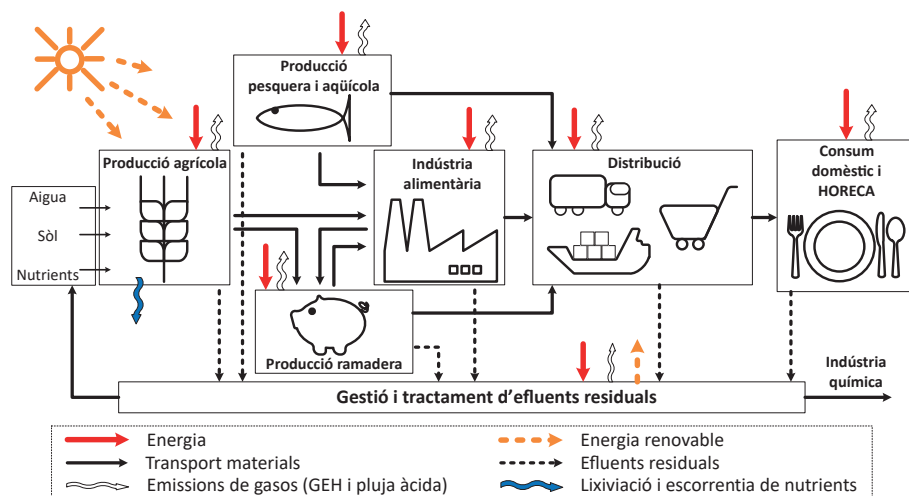 Producció
pesquera i aqüícola
Producció agrícola
Indústria
alimentària
Distribució
Consum
domèstic i
HORECA
Aigua
Sòl
Nutrients
Producció ramadera
Indústria
química
Gestió i tractament d'efluents residuals
Energia
Energia renovable
Transport materials
Efluents residuals
Emissions de gasos (GEH i pluja àcida)
Lixiviació i escorrentia de nutrients